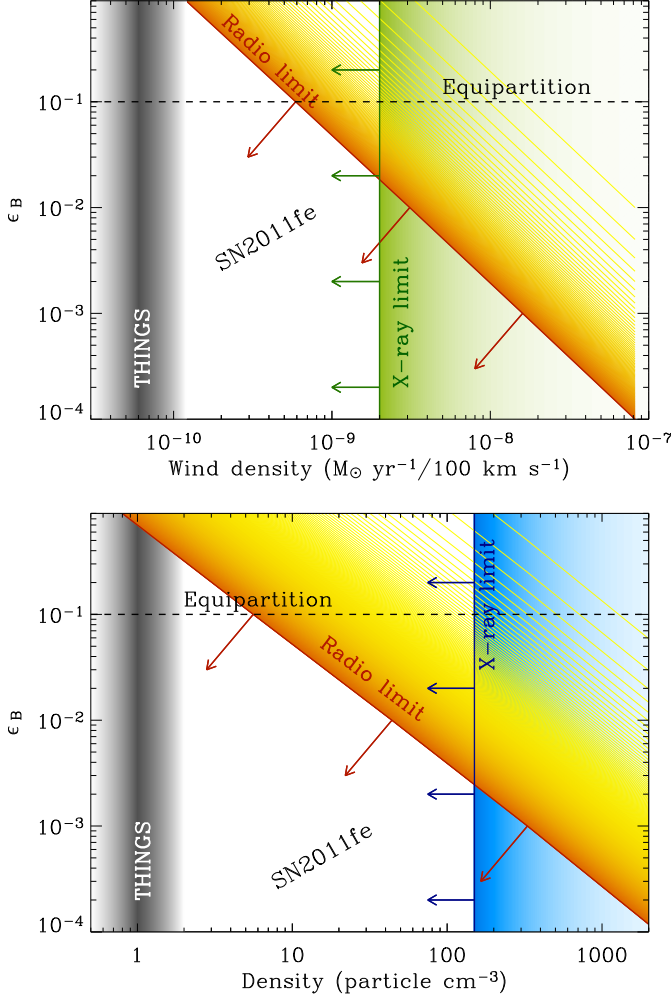 Radio limit
Equipartition
10⁻¹
10⁻²
10⁻³
10⁻⁴
ϵ_B
SN2011fe
X-ray limit
THINGS
10⁻¹⁰ 10⁻⁹ 10⁻⁸ 10⁻⁷
Wind density (M☉ yr⁻¹/100 km s⁻¹)
X-ray limit
Equipartition
10⁻¹
Radio limit
10⁻²
ϵ_B
10⁻³
SN2011fe
THINGS
10⁻⁴
1 10 100 1000
Density (particle cm⁻³)